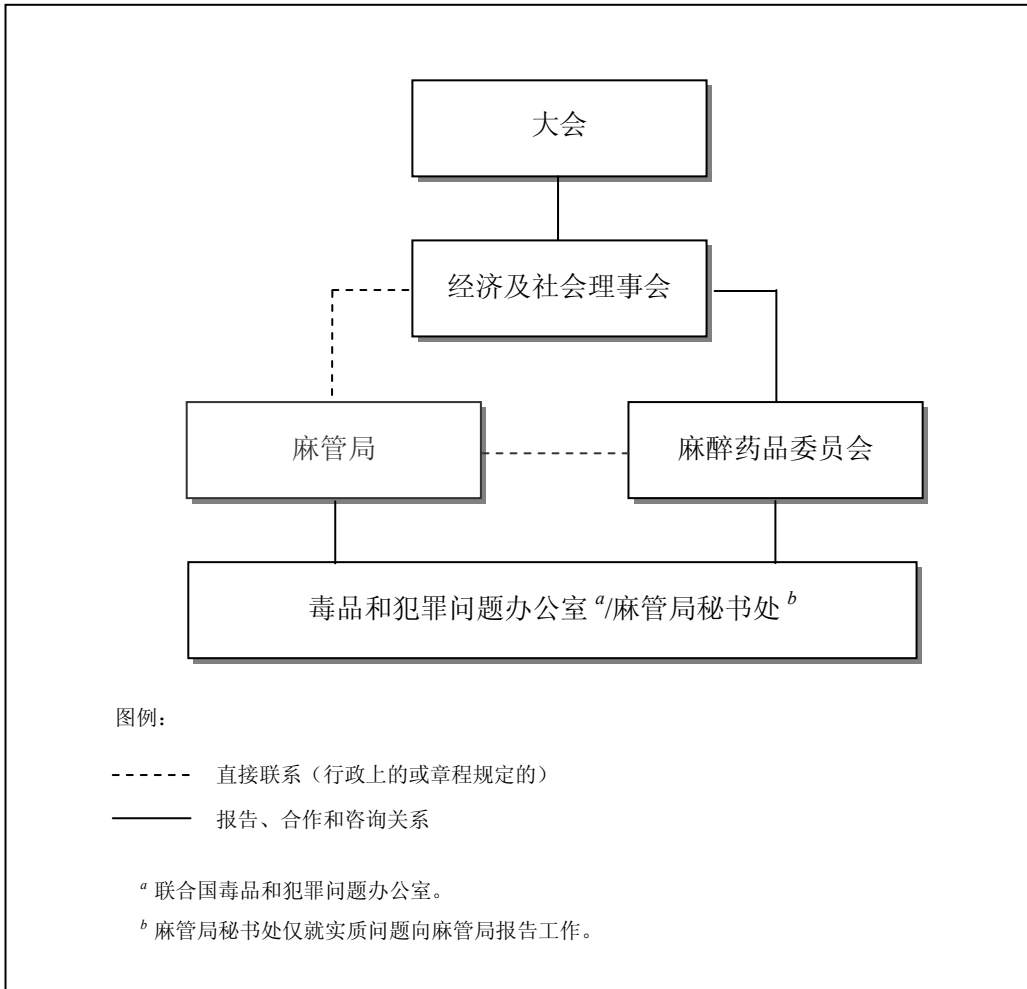 大会
经济及社会理事会
麻管局
麻醉药品委员会
毒品和犯罪问题办公室 a/麻管局秘书处 b
图例：
直接联系（行政上的或章程规定的）
报告、合作和咨询关系
a 联合国毒品和犯罪问题办公室。
b 麻管局秘书处仅就实质问题向麻管局报告工作。